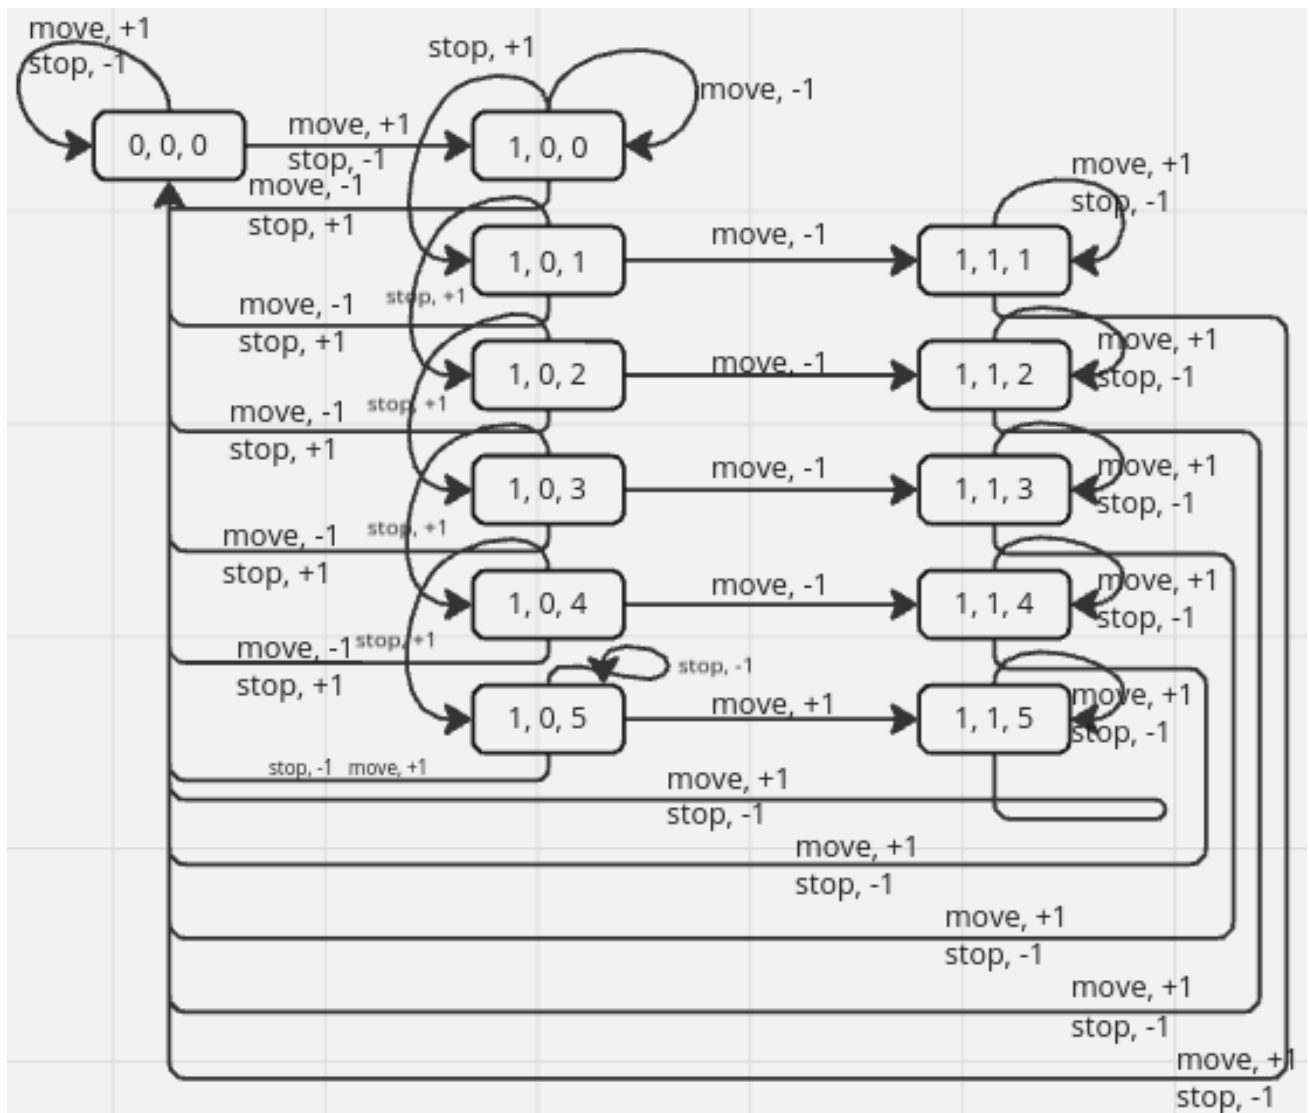 move, +1
stop, -1
stop, +1
move, -1
0, 0, 0
move, +1
stop, -1
1, 0, 0
move, -1
stop, +1
move, +1
stop, -1
1, 0, 1
move, -1
1, 1, 1
stop, +1
move, -1
stop, +1
move, +1
stop, -1
1, 0, 2
move, -1
1, 1, 2
stop, +1
move, -1
stop, +1
move, +1
stop, -1
1, 0, 3
move, -1
1, 1, 3
stop, +1
move, -1
stop, +1
move, +1
stop, -1
1, 0, 4
move, -1
1, 1, 4
stop, +1
move, -1
stop, +1
stop, -1
move, +1
stop, -1
1, 0, 5
move, +1
1, 1, 5
stop, -1 move, +1
move, +1
stop, -1
move, +1
stop, -1
move, +1
stop, -1
move, +1
stop, -1
move, +1
stop, -1